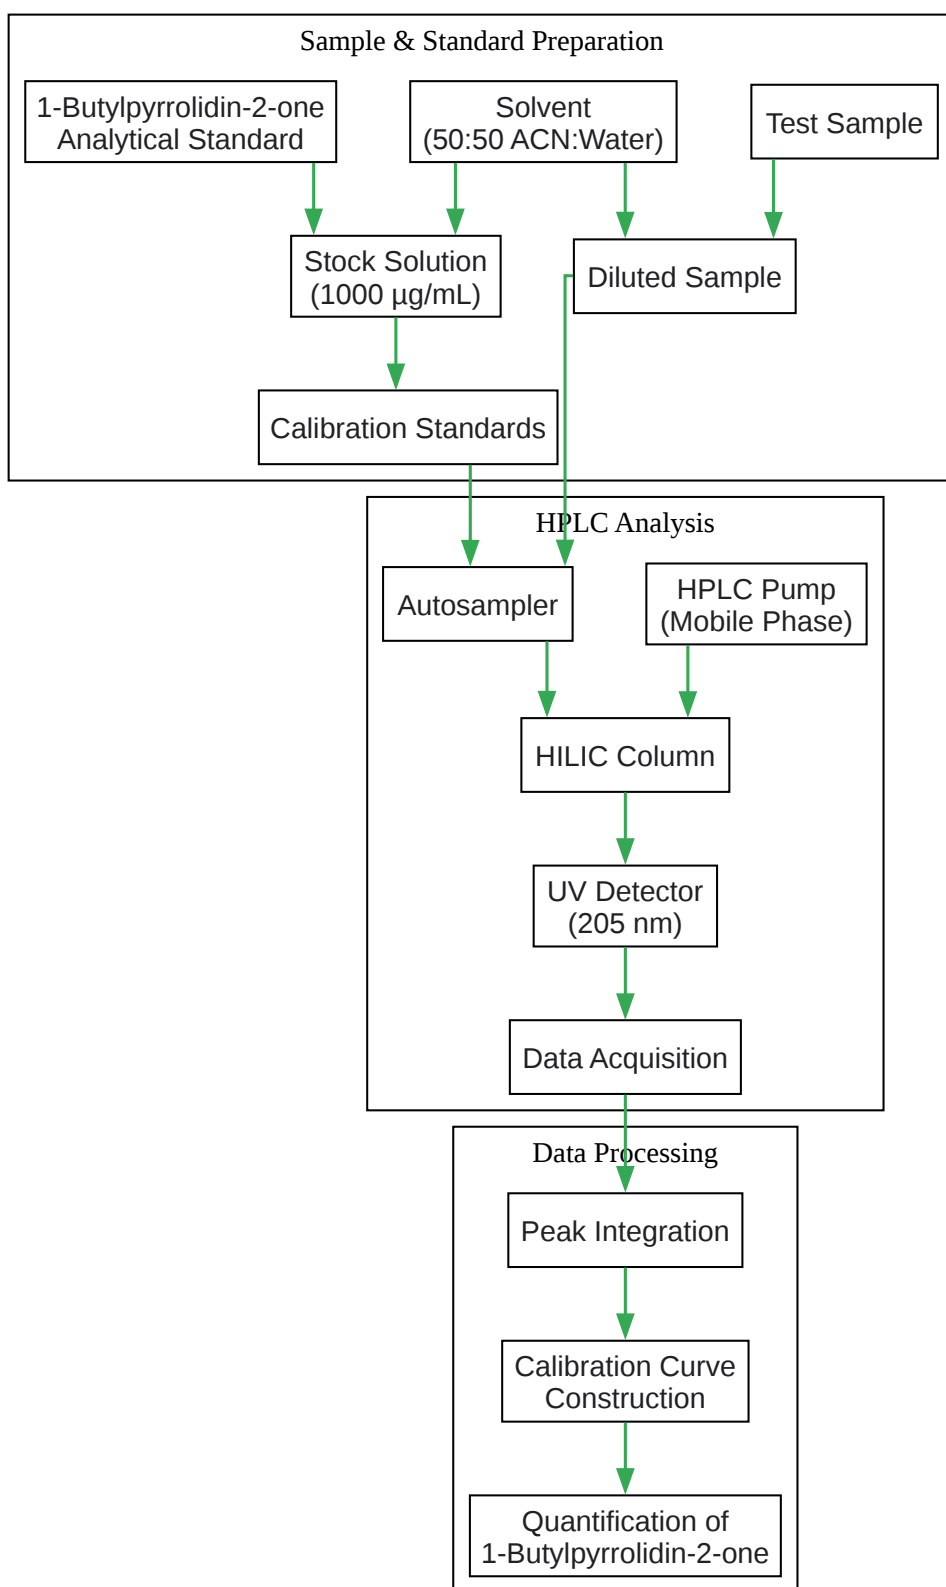 Sample & Standard Preparation
1-Butylpyrrolidin-2-one
Analytical Standard
Solvent
(50:50 ACN:Water)
Test Sample
Stock Solution
(1000 µg/mL)
Diluted Sample
Calibration Standards
HPLC Analysis
Autosampler
HPLC Pump
(Mobile Phase)
HILIC Column
UV Detector
(205 nm)
Data Acquisition
Data Processing
Peak Integration
Calibration Curve
Construction
Quantification of
1-Butylpyrrolidin-2-one